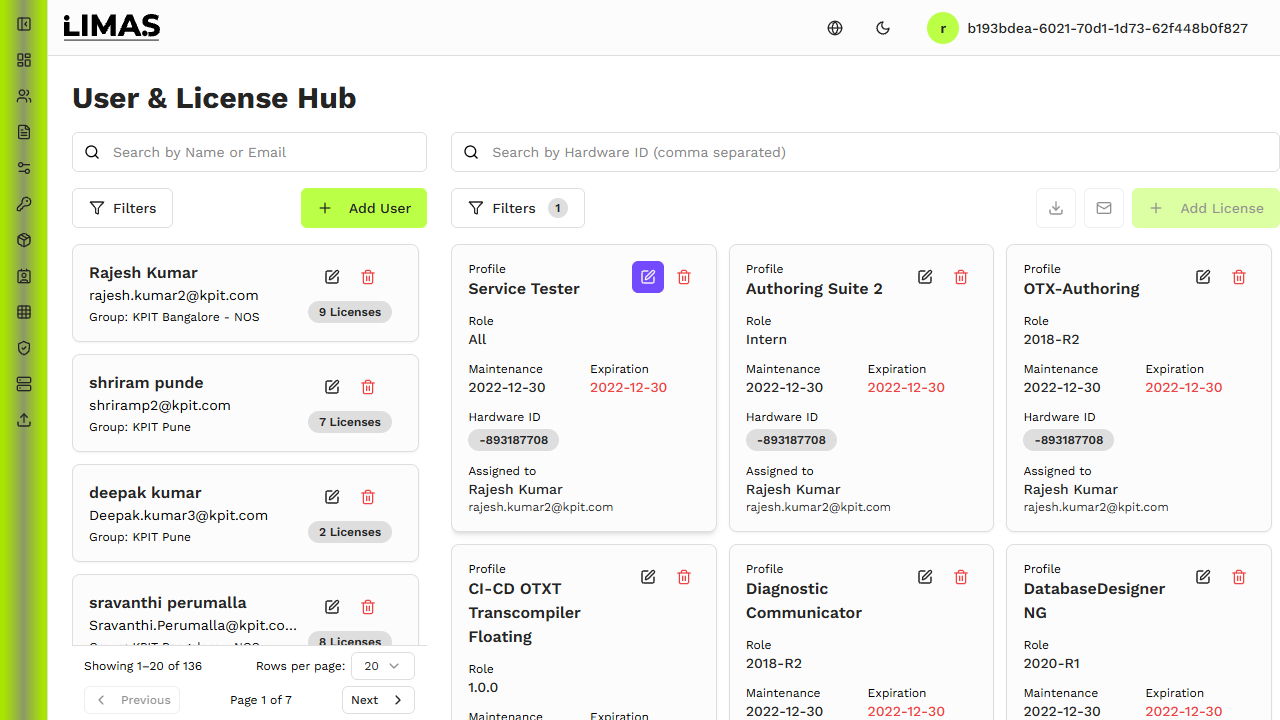 LIMAS
r
b193bdea-6021-70d1-1d73-62f448b0f827
User & License Hub
Search by Name or Email
Filters
Add User
Rajesh Kumar
rajesh.kumar2@kpit.com
Group: KPIT Bangalore - NOS
9 Licenses
shriram punde
shriramp2@kpit.com
Group: KPIT Pune
7 Licenses
deepak kumar
Deepak.kumar3@kpit.com
Group: KPIT Pune
2 Licenses
sravanthi perumalla
Sravanthi.Perumalla@kpit.co...
Group: KPIT Bangalore - NOS
8 Licenses
Showing 1–20 of 136
Rows per page:
20
Previous
Page 1 of 7
Next
Search by Hardware ID (comma separated)
Filters
1
Add License
Profile
Service Tester
Role
All
Maintenance
2022-12-30
Expiration
2022-12-30
Hardware ID
-893187708
Assigned to
Rajesh Kumar
rajesh.kumar2@kpit.com
Profile
Authoring Suite 2
Role
Intern
Maintenance
2022-12-30
Expiration
2022-12-30
Hardware ID
-893187708
Assigned to
Rajesh Kumar
rajesh.kumar2@kpit.com
Profile
OTX-Authoring
Role
2018-R2
Maintenance
2022-12-30
Expiration
2022-12-30
Hardware ID
-893187708
Assigned to
Rajesh Kumar
rajesh.kumar2@kpit.com
Profile
CI-CD OTXT
Transcompiler
Floating
Role
1.0.0
Maintenance
Expiration
Profile
Diagnostic
Communicator
Role
2018-R2
Maintenance
2022-12-30
Expiration
2022-12-30
Profile
DatabaseDesigner
NG
Role
2020-R1
Maintenance
2022-12-30
Expiration
2022-12-30